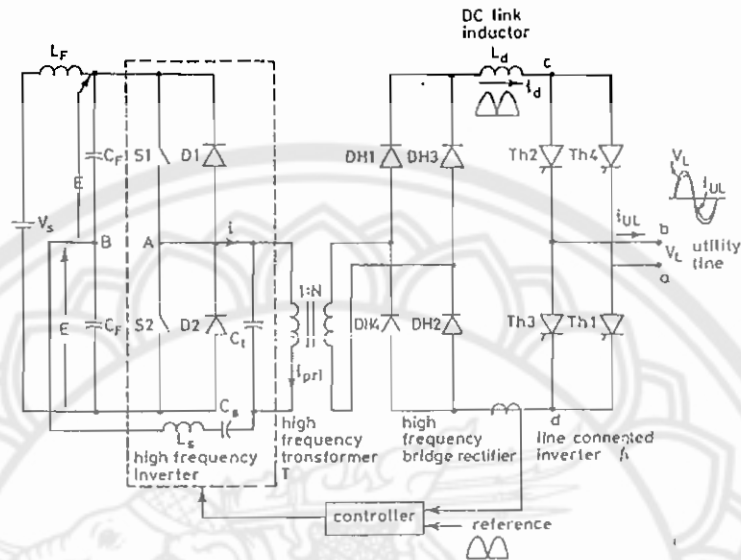 DC link
inductor
L_d
L_F
c
i_d
C_F
S1
D1
DH1
DH3
Th2
Th4
V_L
i_UL
E
V_s
B
A
i
i_UL
b
1:N
V_L
utility
line
a
E
C_F
S2
D2
C_t
DH4
DH2
Th3
Th1
i_pri
C_s
L_s
d
high frequency
inverter
high
frequency
transformer
T
high
frequency
bridge rectifier
line connected
inverter
controller
reference